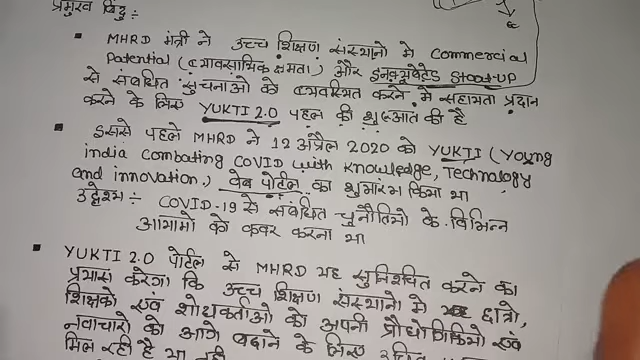 प्रमुख बिंदु :-
MHRD मंत्री ने उच्च शिक्षण संस्थानो मे Commercial
Potential (व्यावसायिक क्षमता) और इनक्यूबेटेड Start-up
से संबंधित सुचनाओ को व्यवस्थित करने मे सहायता प्रदान
करने के लिए YUKTI 2.0 पहल की शुरुआत की है
इससे पहले MHRD ने 12 अप्रैल 2020 को YUKTI (Young
india Combating COVID with Knowledge, Technology
and innovation,) वेब पोर्टल का शुभारंभ किया था
उद्देश्य :- COVID-19 से संबंधित चुनौतियो के विभिन्न
आयामो को कवर करना था
YUKTI 2.0 पोर्टल से MHRD यह सुनिश्चित करने का
प्रयास करेगा कि उच्च शिक्षण संस्थानो मे छात्रो,
शिक्षको एवं शोधकर्ताओ को अपनी प्रौद्योगिकियो एवं
नवाचारो को आगे बढाने के लिए उचित
मिल रही है या नही